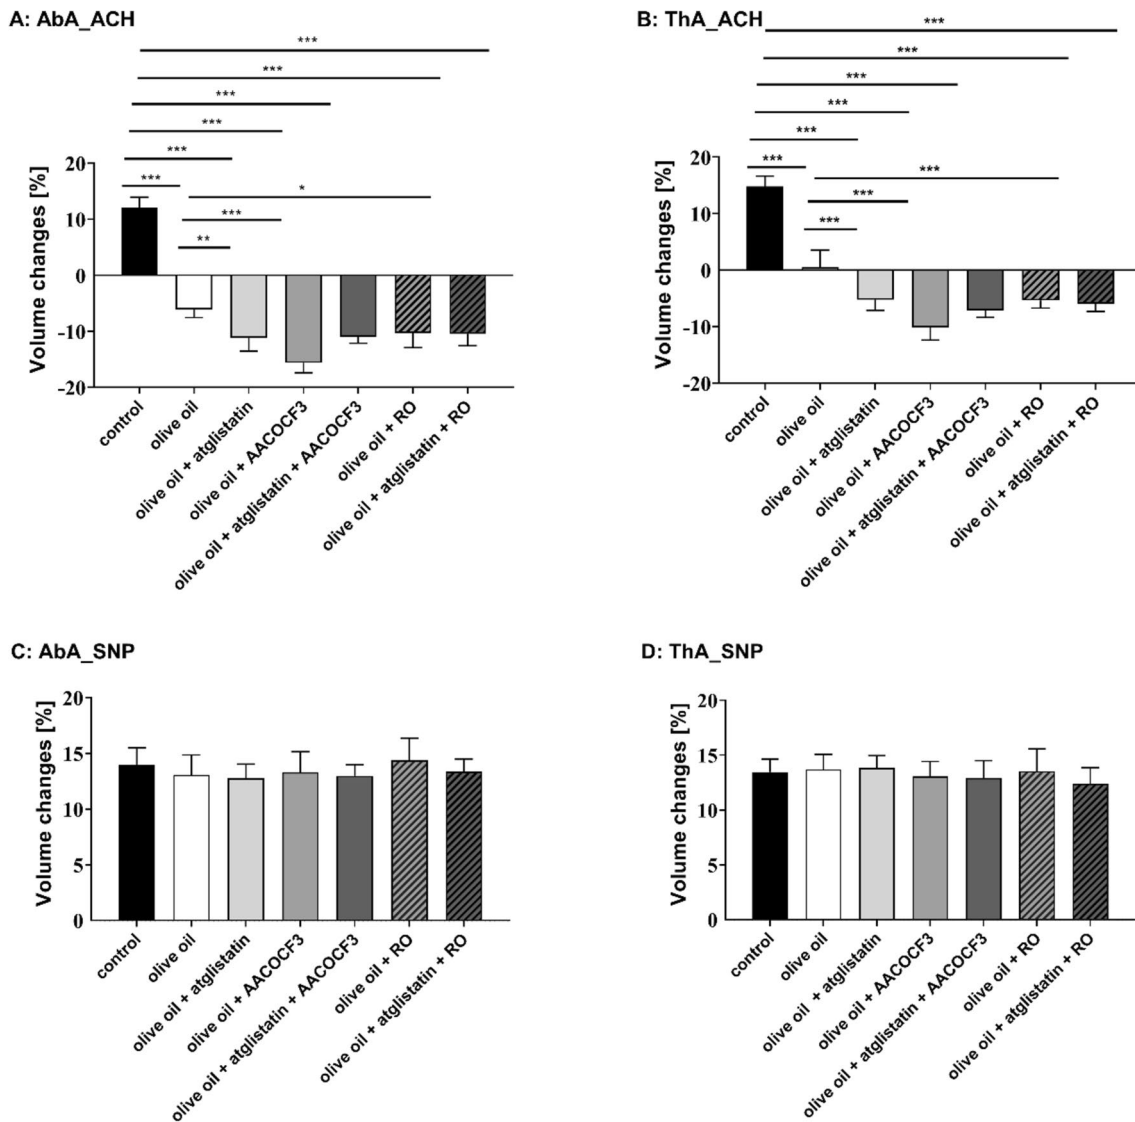 A: AbA_ACH
***
***
***
***
***
***
*
***
**
Volume changes [%]
20
10
0
-10
-20
control
olive oil
olive oil + atglistatin
olive oil + AACOCF3
olive oil + atglistatin + AACOCF3
olive oil + RO
olive oil + atglistatin + RO
B: ThA_ACH
***
***
***
***
***
***
***
***
***
Volume changes [%]
20
10
0
-10
-20
control
olive oil
olive oil + atglistatin
olive oil + AACOCF3
olive oil + atglistatin + AACOCF3
olive oil + RO
olive oil + atglistatin + RO
C: AbA_SNP
Volume changes [%]
20
15
10
5
0
control
olive oil
olive oil + atglistatin
olive oil + AACOCF3
olive oil + atglistatin + AACOCF3
olive oil + RO
olive oil + atglistatin + RO
D: ThA_SNP
Volume changes [%]
20
15
10
5
0
control
olive oil
olive oil + atglistatin
olive oil + AACOCF3
olive oil + atglistatin + AACOCF3
olive oil + RO
olive oil + atglistatin + RO